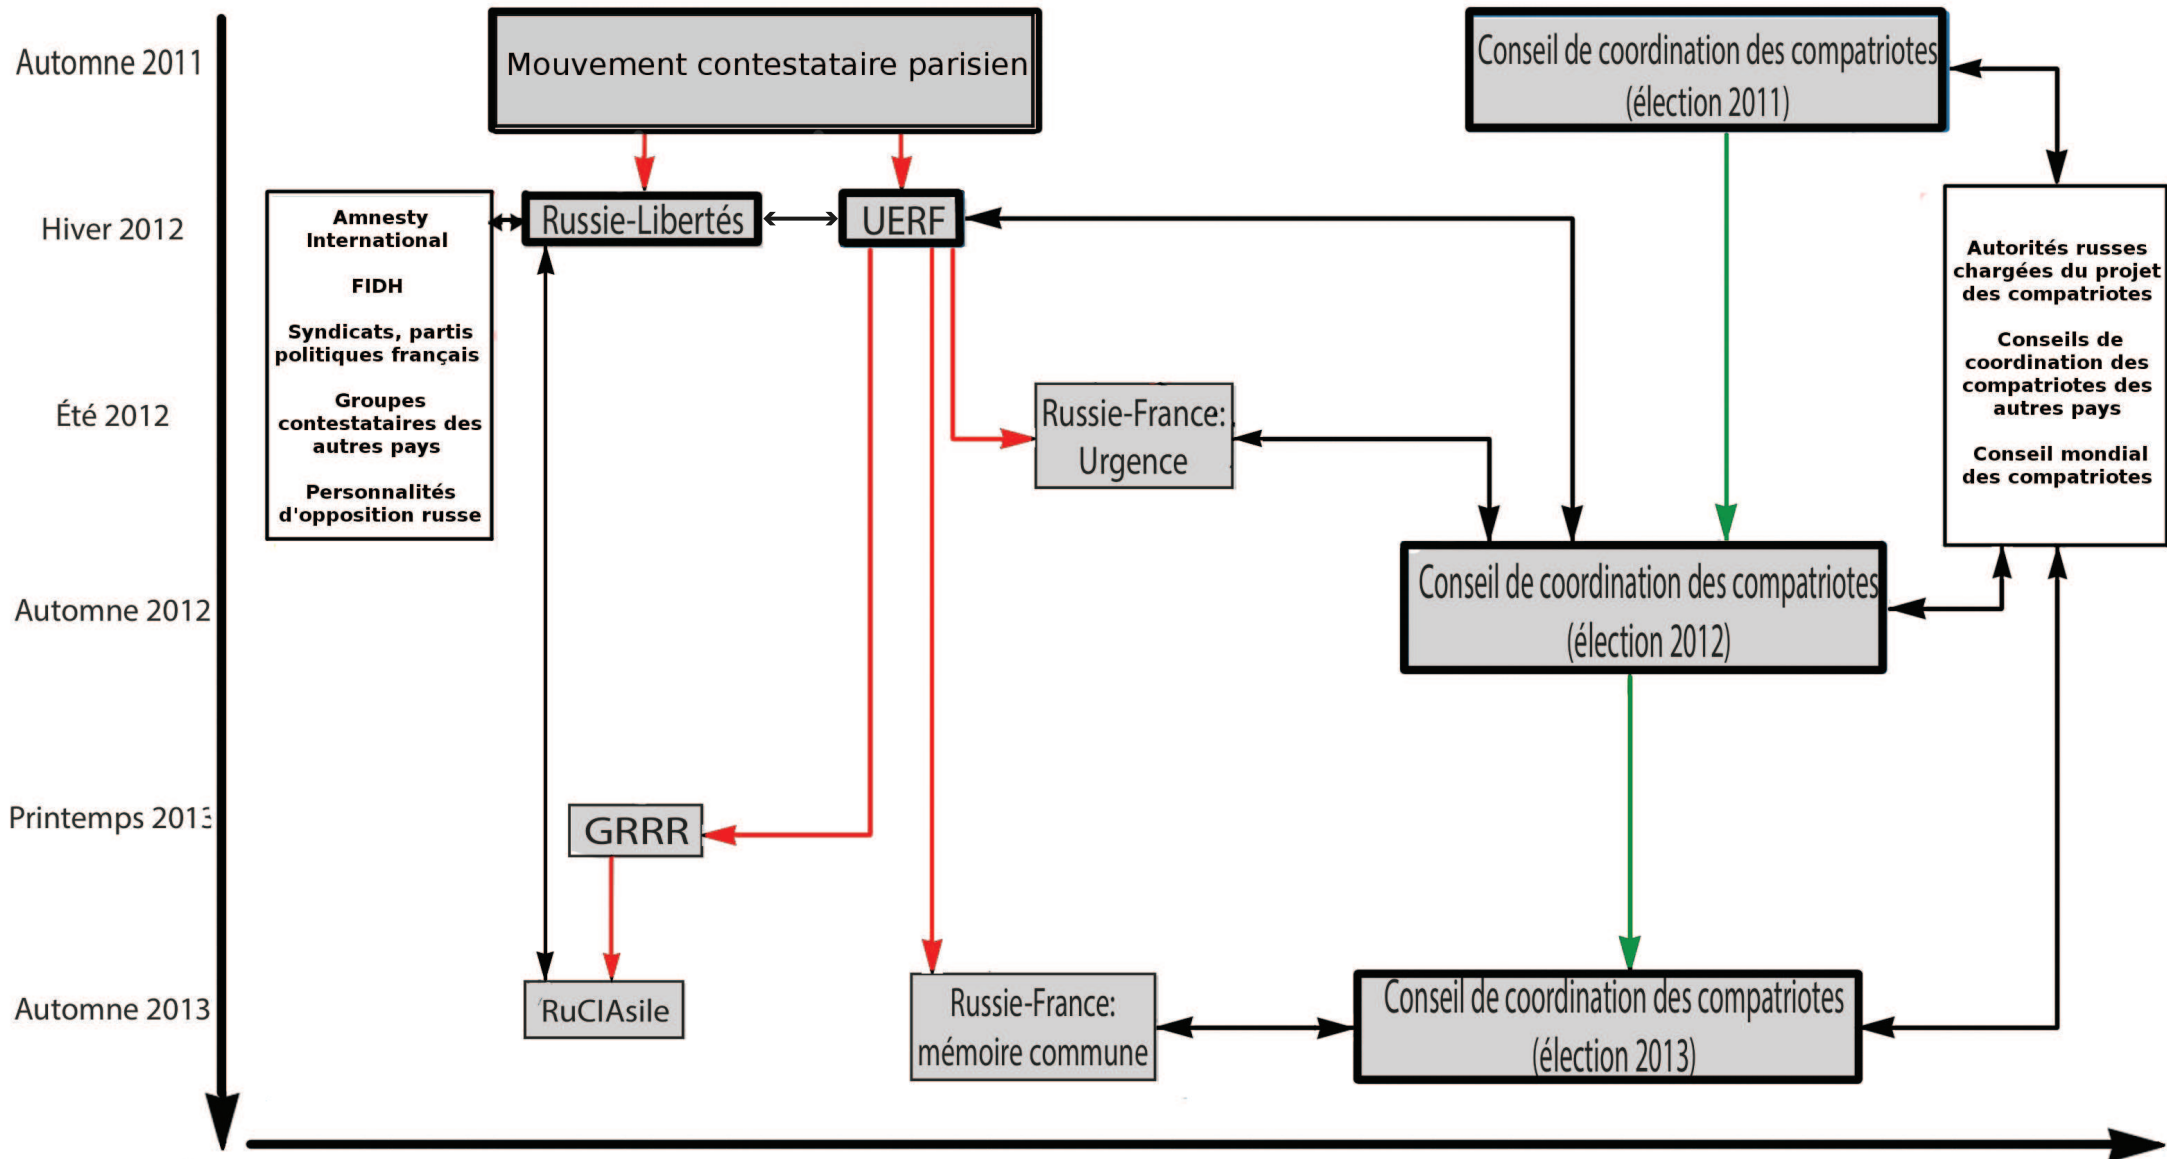 Automne 2011
Mouvement contestataire parisien
Conseil de coordination des compatriotes
(élection 2011)
Hiver 2012
Amnesty
International
FIDH
Syndicats, partis
politiques français
Groupes
contestataires des
autres pays
Personnalités
d'opposition russe
Russie-Libertés
UERF
Autorités russes
chargées du projet
des compatriotes
Conseils de
coordination des
compatriotes des
autres pays
Conseil mondial
des compatriotes
Été 2012
Russie-France:
Urgence
Automne 2012
Conseil de coordination des compatriotes
(élection 2012)
Printemps 2013
GRRR
Automne 2013
RuCIAsile
Russie-France:
mémoire commune
Conseil de coordination des compatriotes
(élection 2013)